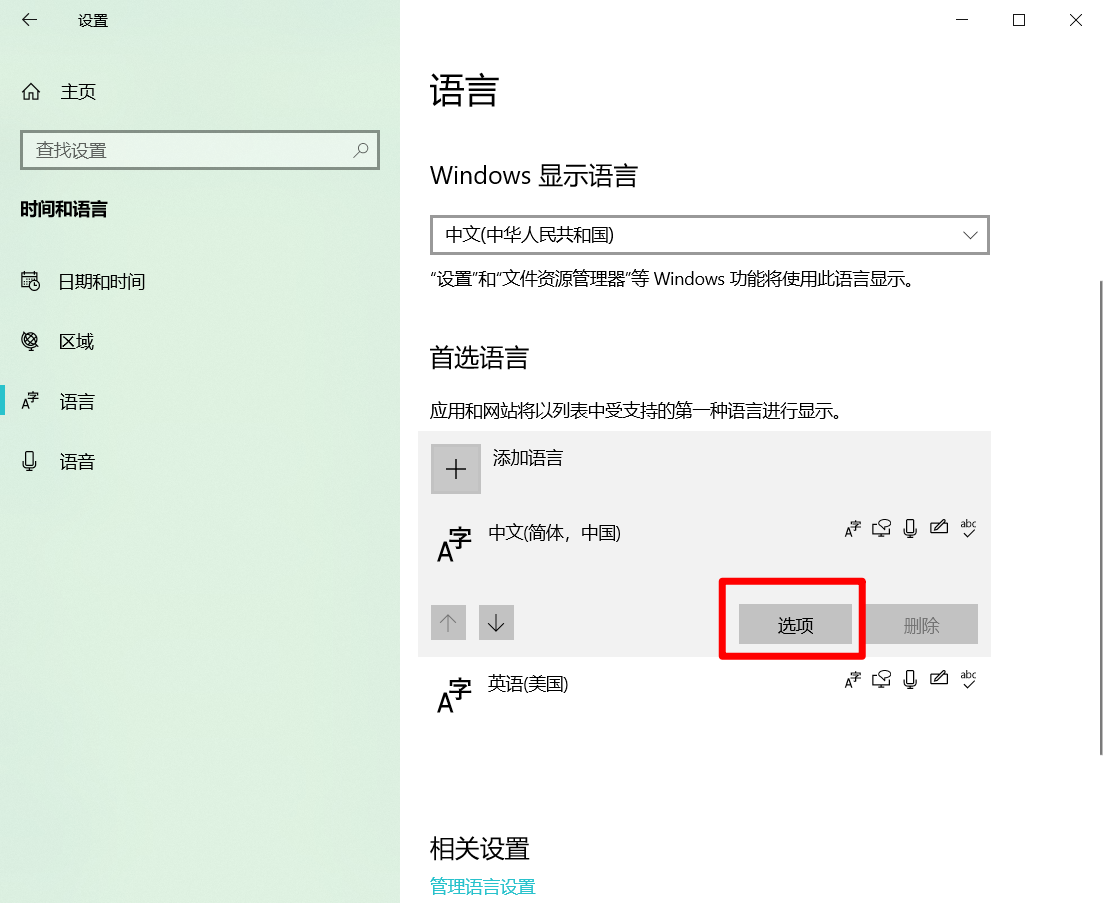 设置
主页
查找设置
时间和语言
日期和时间
区域
语言
语音
语言
Windows 显示语言
中文(中华人民共和国)
“设置”和“文件资源管理器”等 Windows 功能将使用此语言显示。
首选语言
应用和网站将以列表中受支持的第一种语言进行显示。
添加语言
中文(简体，中国)
选项
删除
英语(美国)
相关设置
管理语言设置